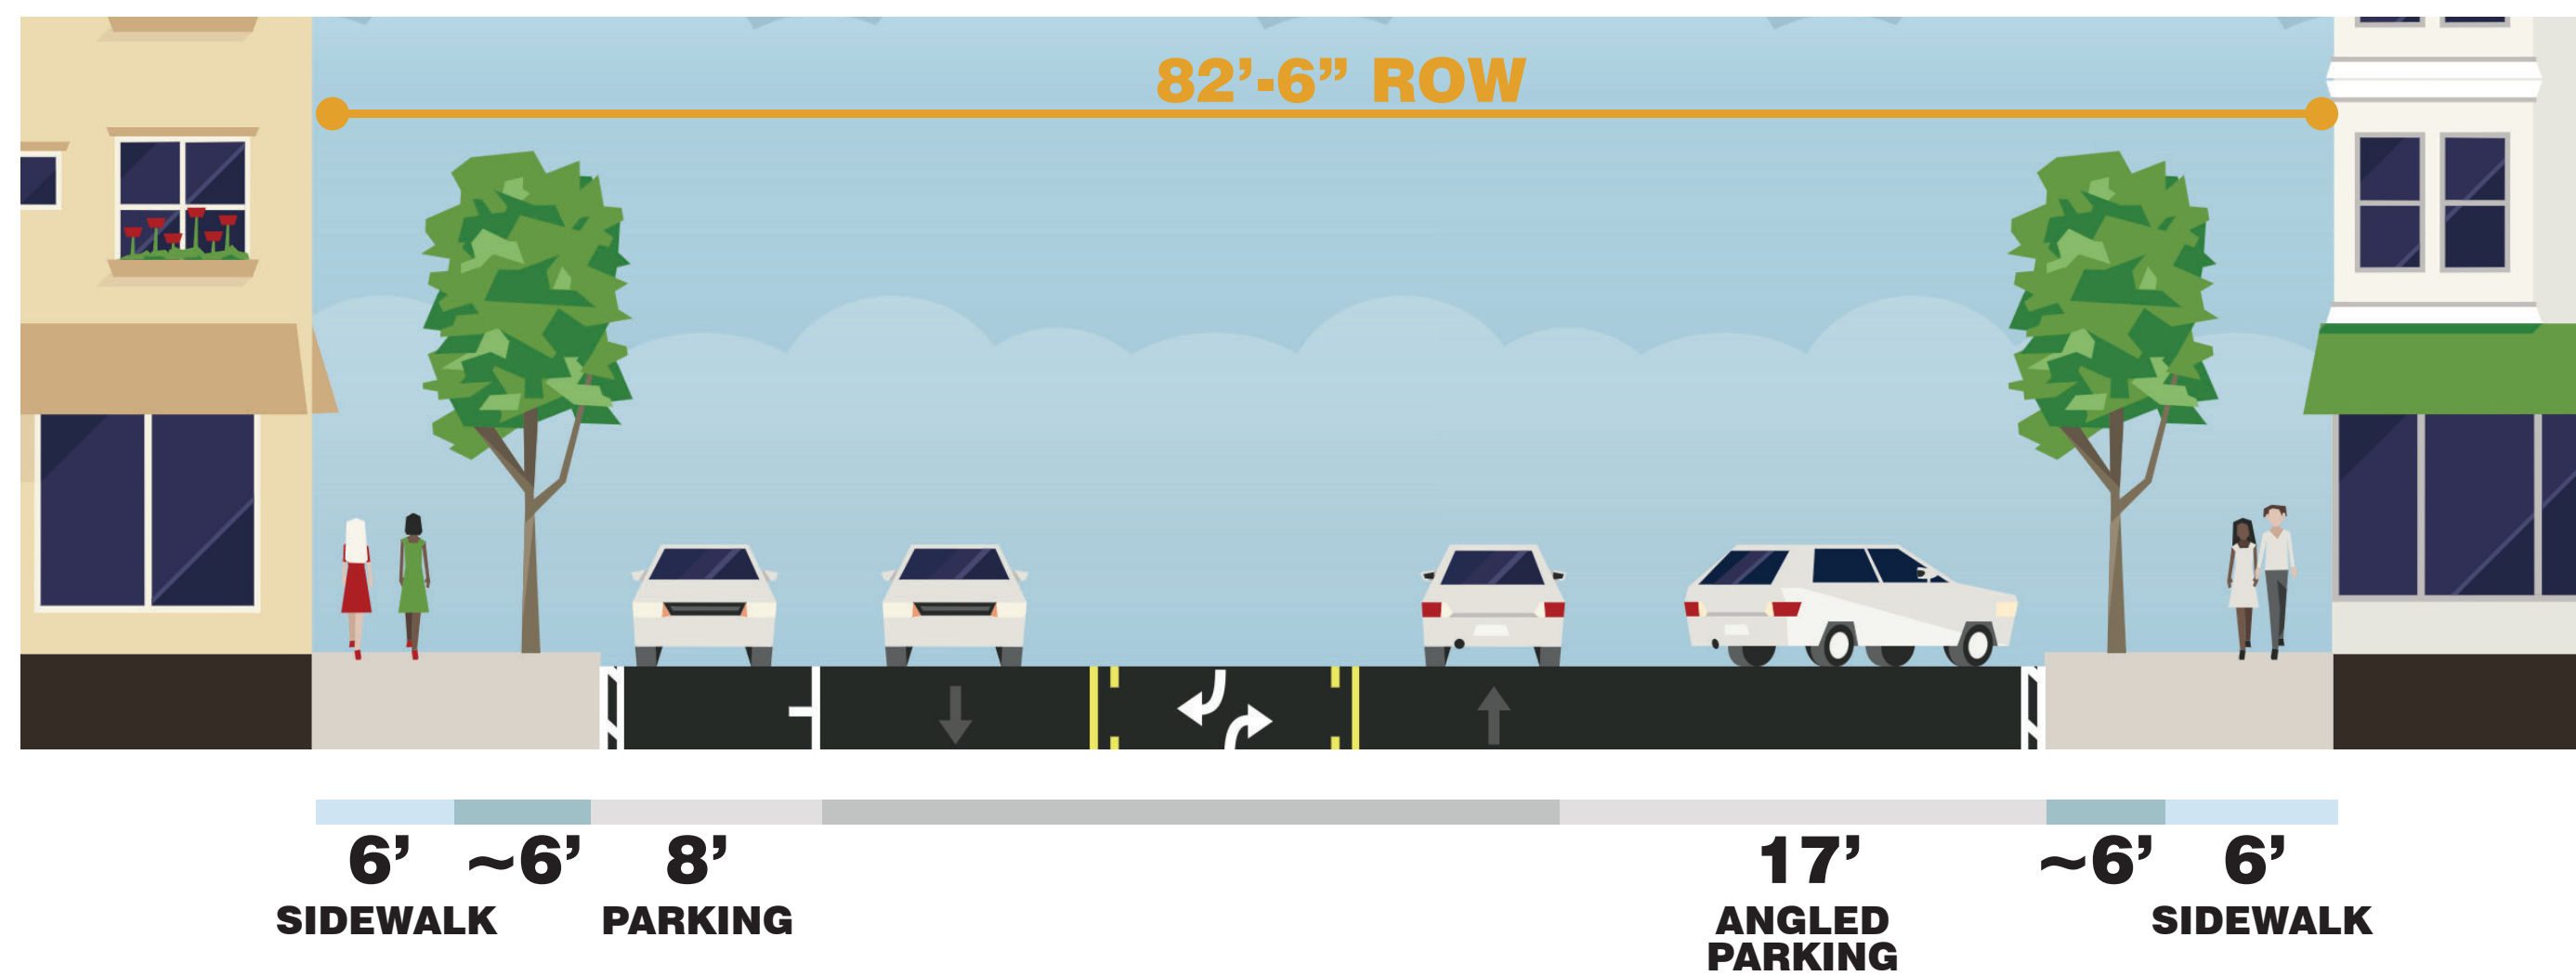 82’-6” ROW
6’ ~6’ 8’ 17’ ~6’ 6’
SIDEWALK PARKING ANGLED SIDEWALK
PARKING